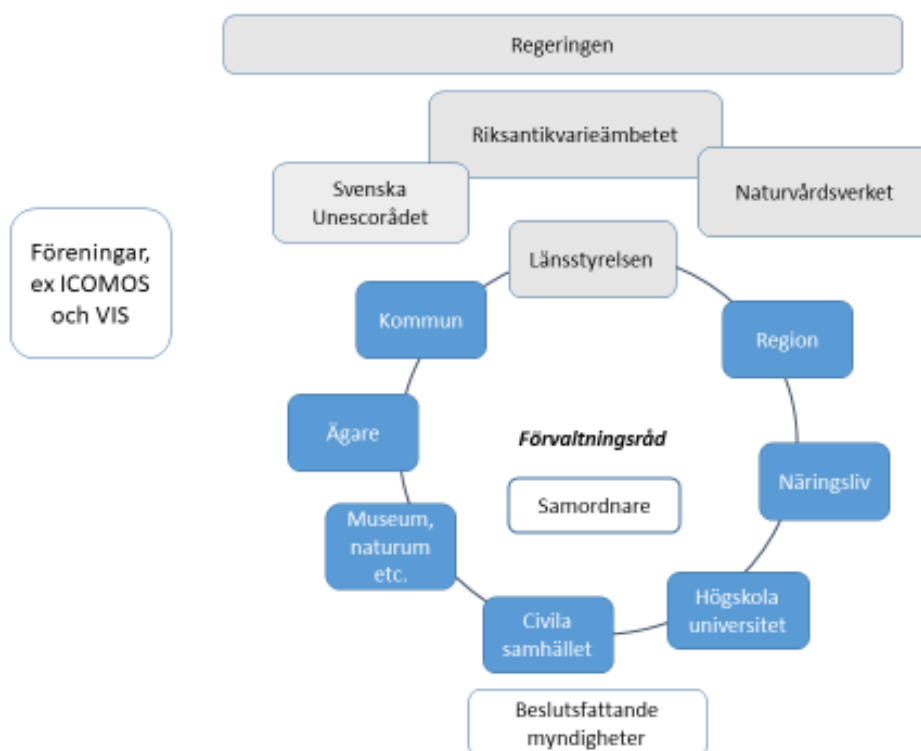 Regeringen
Riksantikvarieämbetet
Svenska
Unescorådet
Naturvårdsverket
Föreningar,
ex ICOMOS
och VIS
Länsstyrelsen
Kommun
Region
Ägare
Förvaltningsråd
Näringsliv
Samordnare
Museum,
naturum
etc.
Högskola
universitet
Civila
samhället
Beslutsfattande
myndigheter